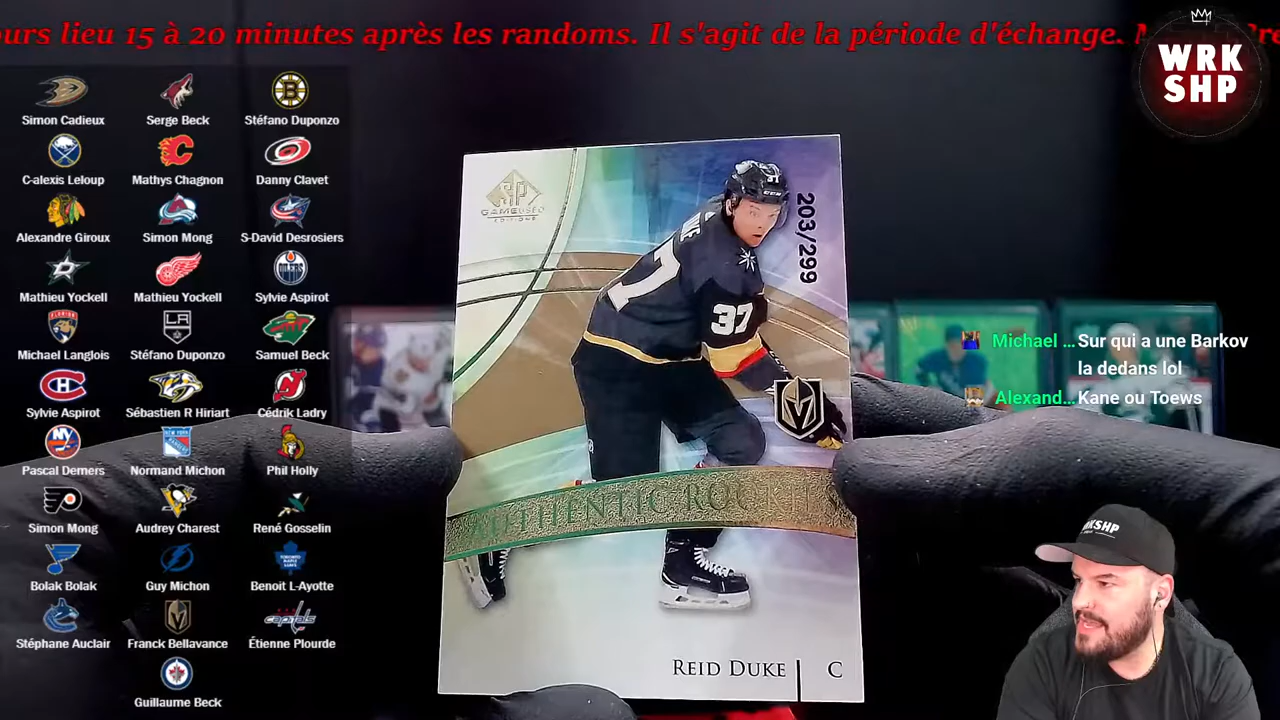 urs lieu 15 à 20 minutes après les randoms. Il s'agit de la période d'échange.
WRK
SHP
Simon Cadieux
Serge Beck
Stéfano Duponzo
C-alexis Leloup
Mathys Chagnon
Danny Clavet
Alexandre Giroux
Simon Mong
S-David Desrosiers
Mathieu Yockell
Mathieu Yockell
Sylvie Aspirot
Michael Langlois
Stéfano Duponzo
Samuel Beck
Sylvie Aspirot
Sébastien R Hiriart
Cédrik Ladry
Pascal Demers
Normand Michon
Phil Holly
Simon Mong
Audrey Charest
René Gosselin
Bolak Bolak
Guy Michon
Benoit L-Ayotte
Stéphane Auclair
Franck Bellavance
Étienne Plourde
Guillaume Beck
SP
GAME USED
EDITION
203/299
37
37
37
AUTHENTIC ROOKIES
REID DUKE C
Michael ... Sur qui a une Barkov
la dedans lol
Alexand... Kane ou Toews
WRKSHP